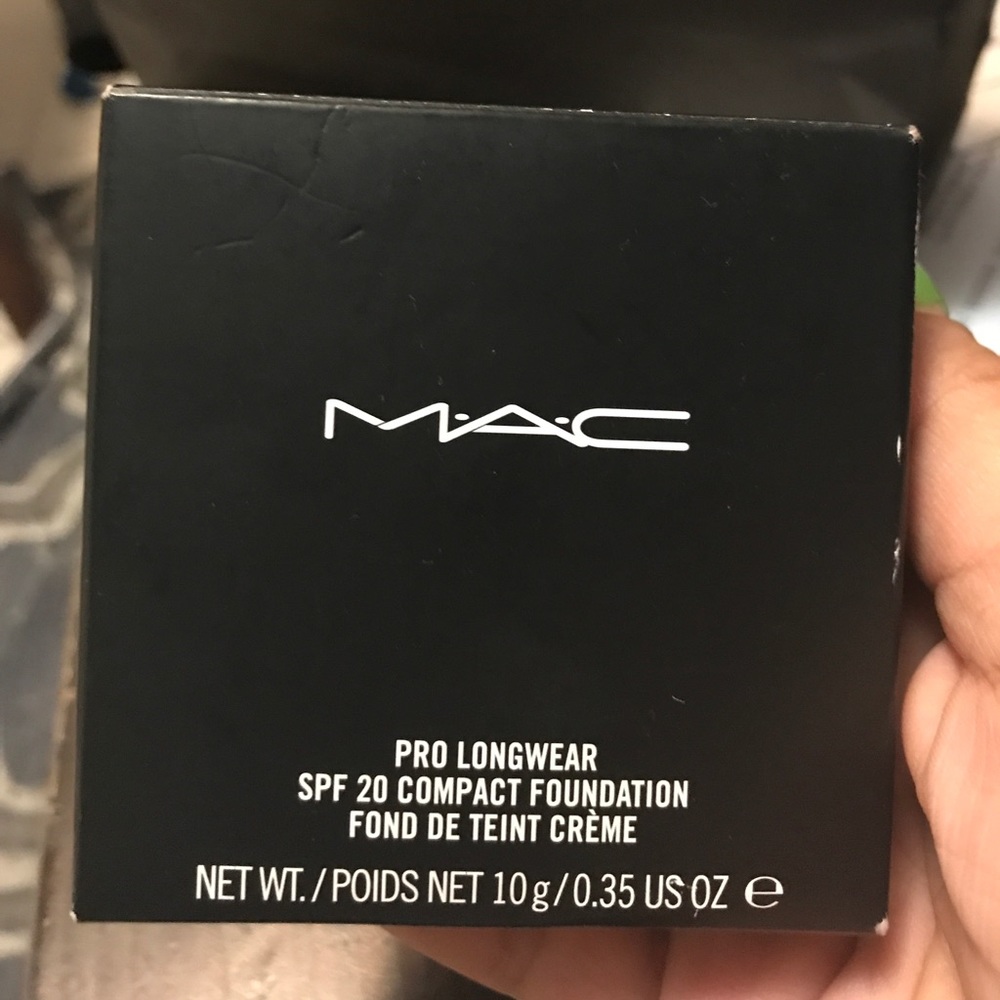 M·A·C
PRO LONGWEAR
SPF 20 COMPACT FOUNDATION
FOND DE TEINT CRÈME
NET WT. / POIDS NET 10 g / 0.35 US OZ ℮